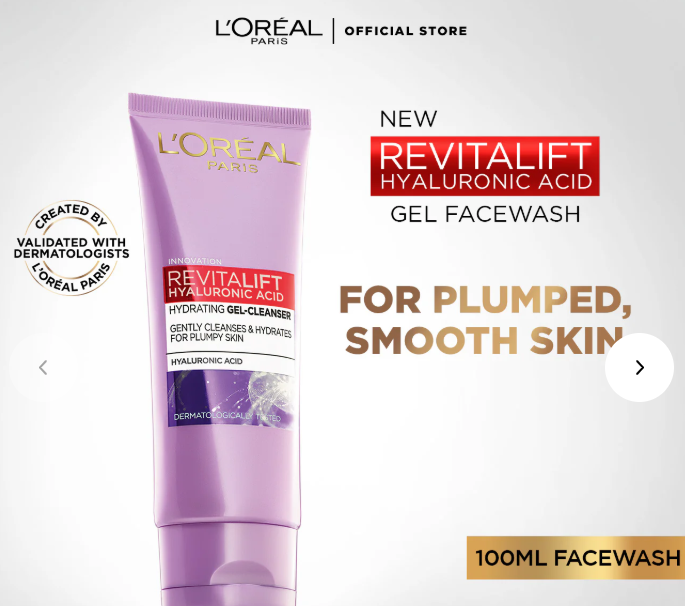 L'ORÉAL
PARIS
OFFICIAL STORE
L'ORÉAL
PARIS
INNOVATION
REVITALIFT
HYALURONIC ACID
HYDRATING GEL-CLEANSER
GENTLY CLEANSES & HYDRATES
FOR PLUMPY SKIN
HYALURONIC ACID
DERMATOLOGICALLY TESTED
CREATED BY
VALIDATED WITH
DERMATOLOGISTS
L'ORÉAL PARIS
NEW
REVITALIFT
HYALURONIC ACID
GEL FACEWASH
FOR PLUMPED,
SMOOTH SKIN
100ML FACEWASH